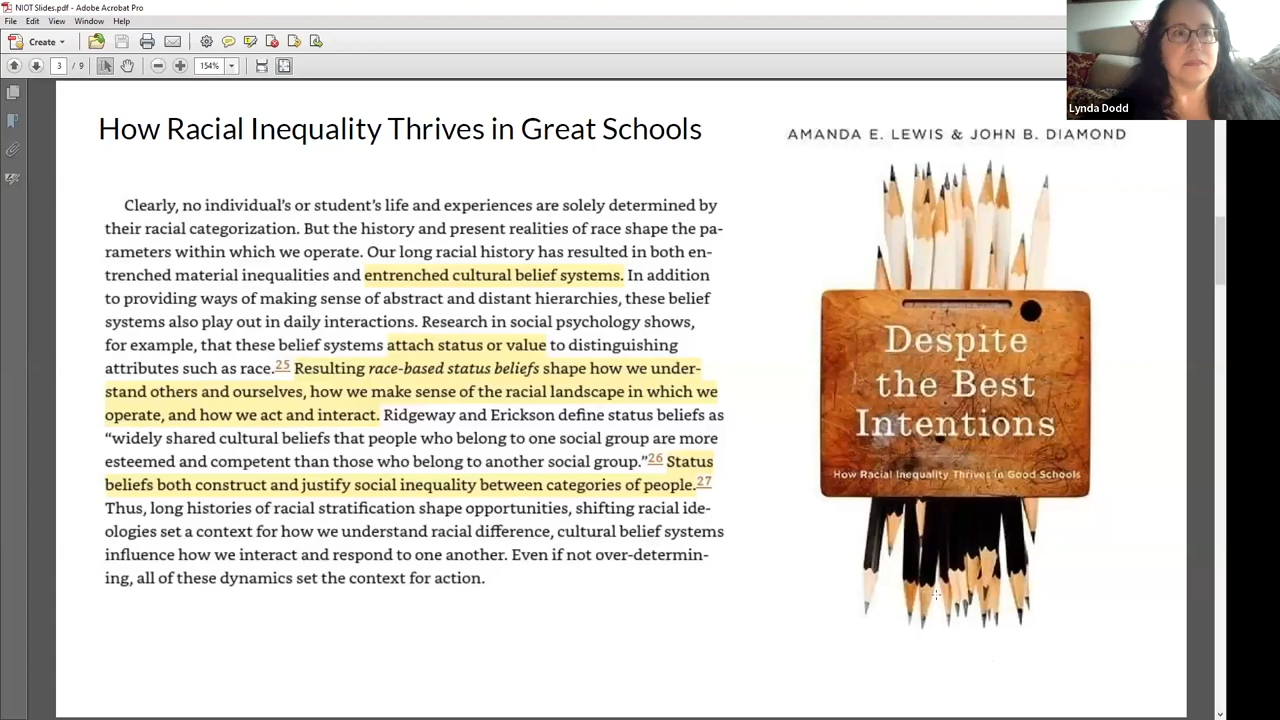 NIOT Slides.pdf - Adobe Acrobat Pro
File Edit View Window Help
Create
3 / 9
154%
Lynda Dodd
How Racial Inequality Thrives in Great Schools
Clearly, no individual's or student's life and experiences are solely determined by
their racial categorization. But the history and present realities of race shape the pa-
rameters within which we operate. Our long racial history has resulted in both en-
trenched material inequalities and entrenched cultural belief systems. In addition
to providing ways of making sense of abstract and distant hierarchies, these belief
systems also play out in daily interactions. Research in social psychology shows,
for example, that these belief systems attach status or value to distinguishing
attributes such as race.25 Resulting race-based status beliefs shape how we under-
stand others and ourselves, how we make sense of the racial landscape in which we
operate, and how we act and interact. Ridgeway and Erickson define status beliefs as
“widely shared cultural beliefs that people who belong to one social group are more
esteemed and competent than those who belong to another social group.”26 Status
beliefs both construct and justify social inequality between categories of people.27
Thus, long histories of racial stratification shape opportunities, shifting racial ide-
ologies set a context for how we understand racial difference, cultural belief systems
influence how we interact and respond to one another. Even if not over-determin-
ing, all of these dynamics set the context for action.
AMANDA E. LEWIS & JOHN B. DIAMOND
Despite
the Best
Intentions
How Racial Inequality Thrives in Good Schools